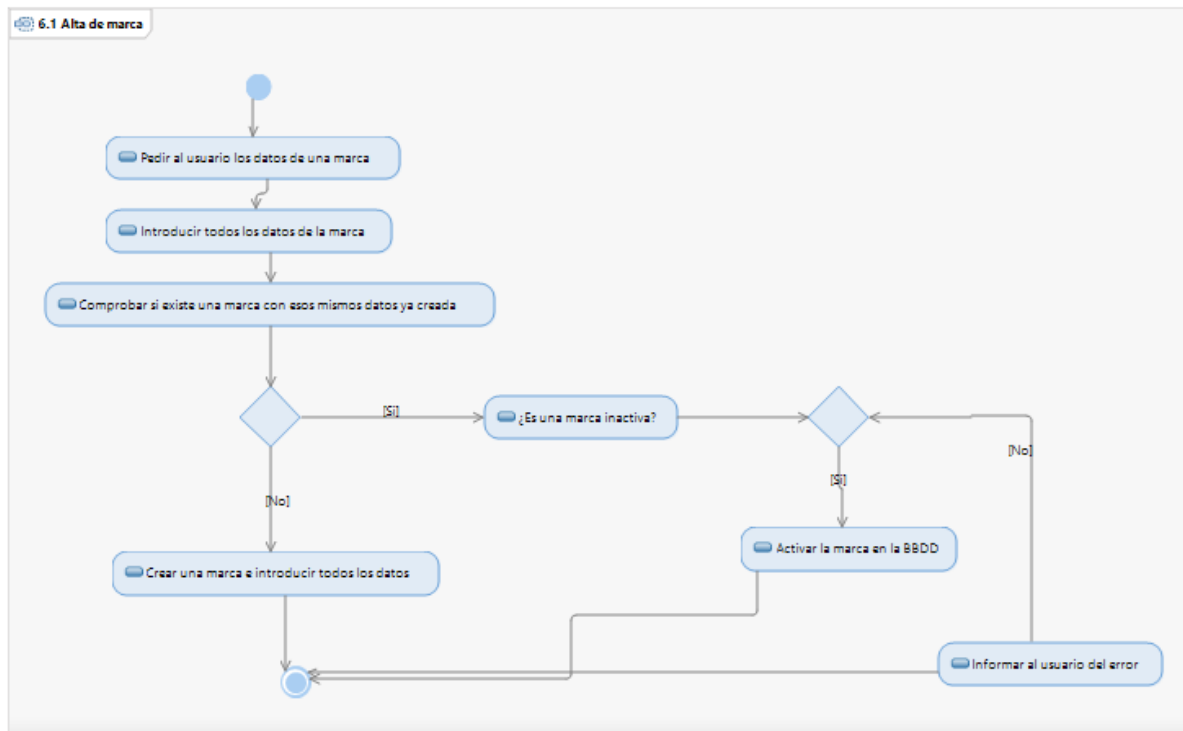 6.1 Alta de marca
Pedir al usuario los datos de una marca
Introducir todos los datos de la marca
Comprobar si existe una marca con esos mismos datos ya creada
[Si]
¿Es una marca inactiva?
[No]
[Si]
[No]
Activar la marca en la BBDD
Crear una marca e introducir todos los datos
Informar al usuario del error